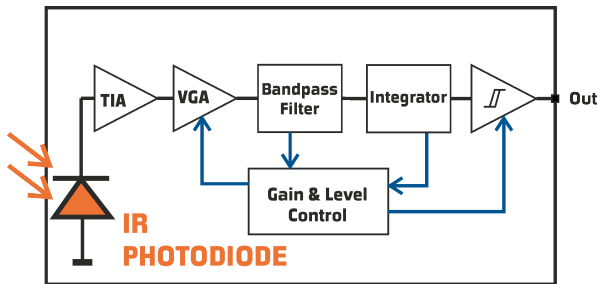 TIA
VGA
Bandpass
Filter
Integrator
Out
Gain & Level
Control
IR
PHOTODIODE